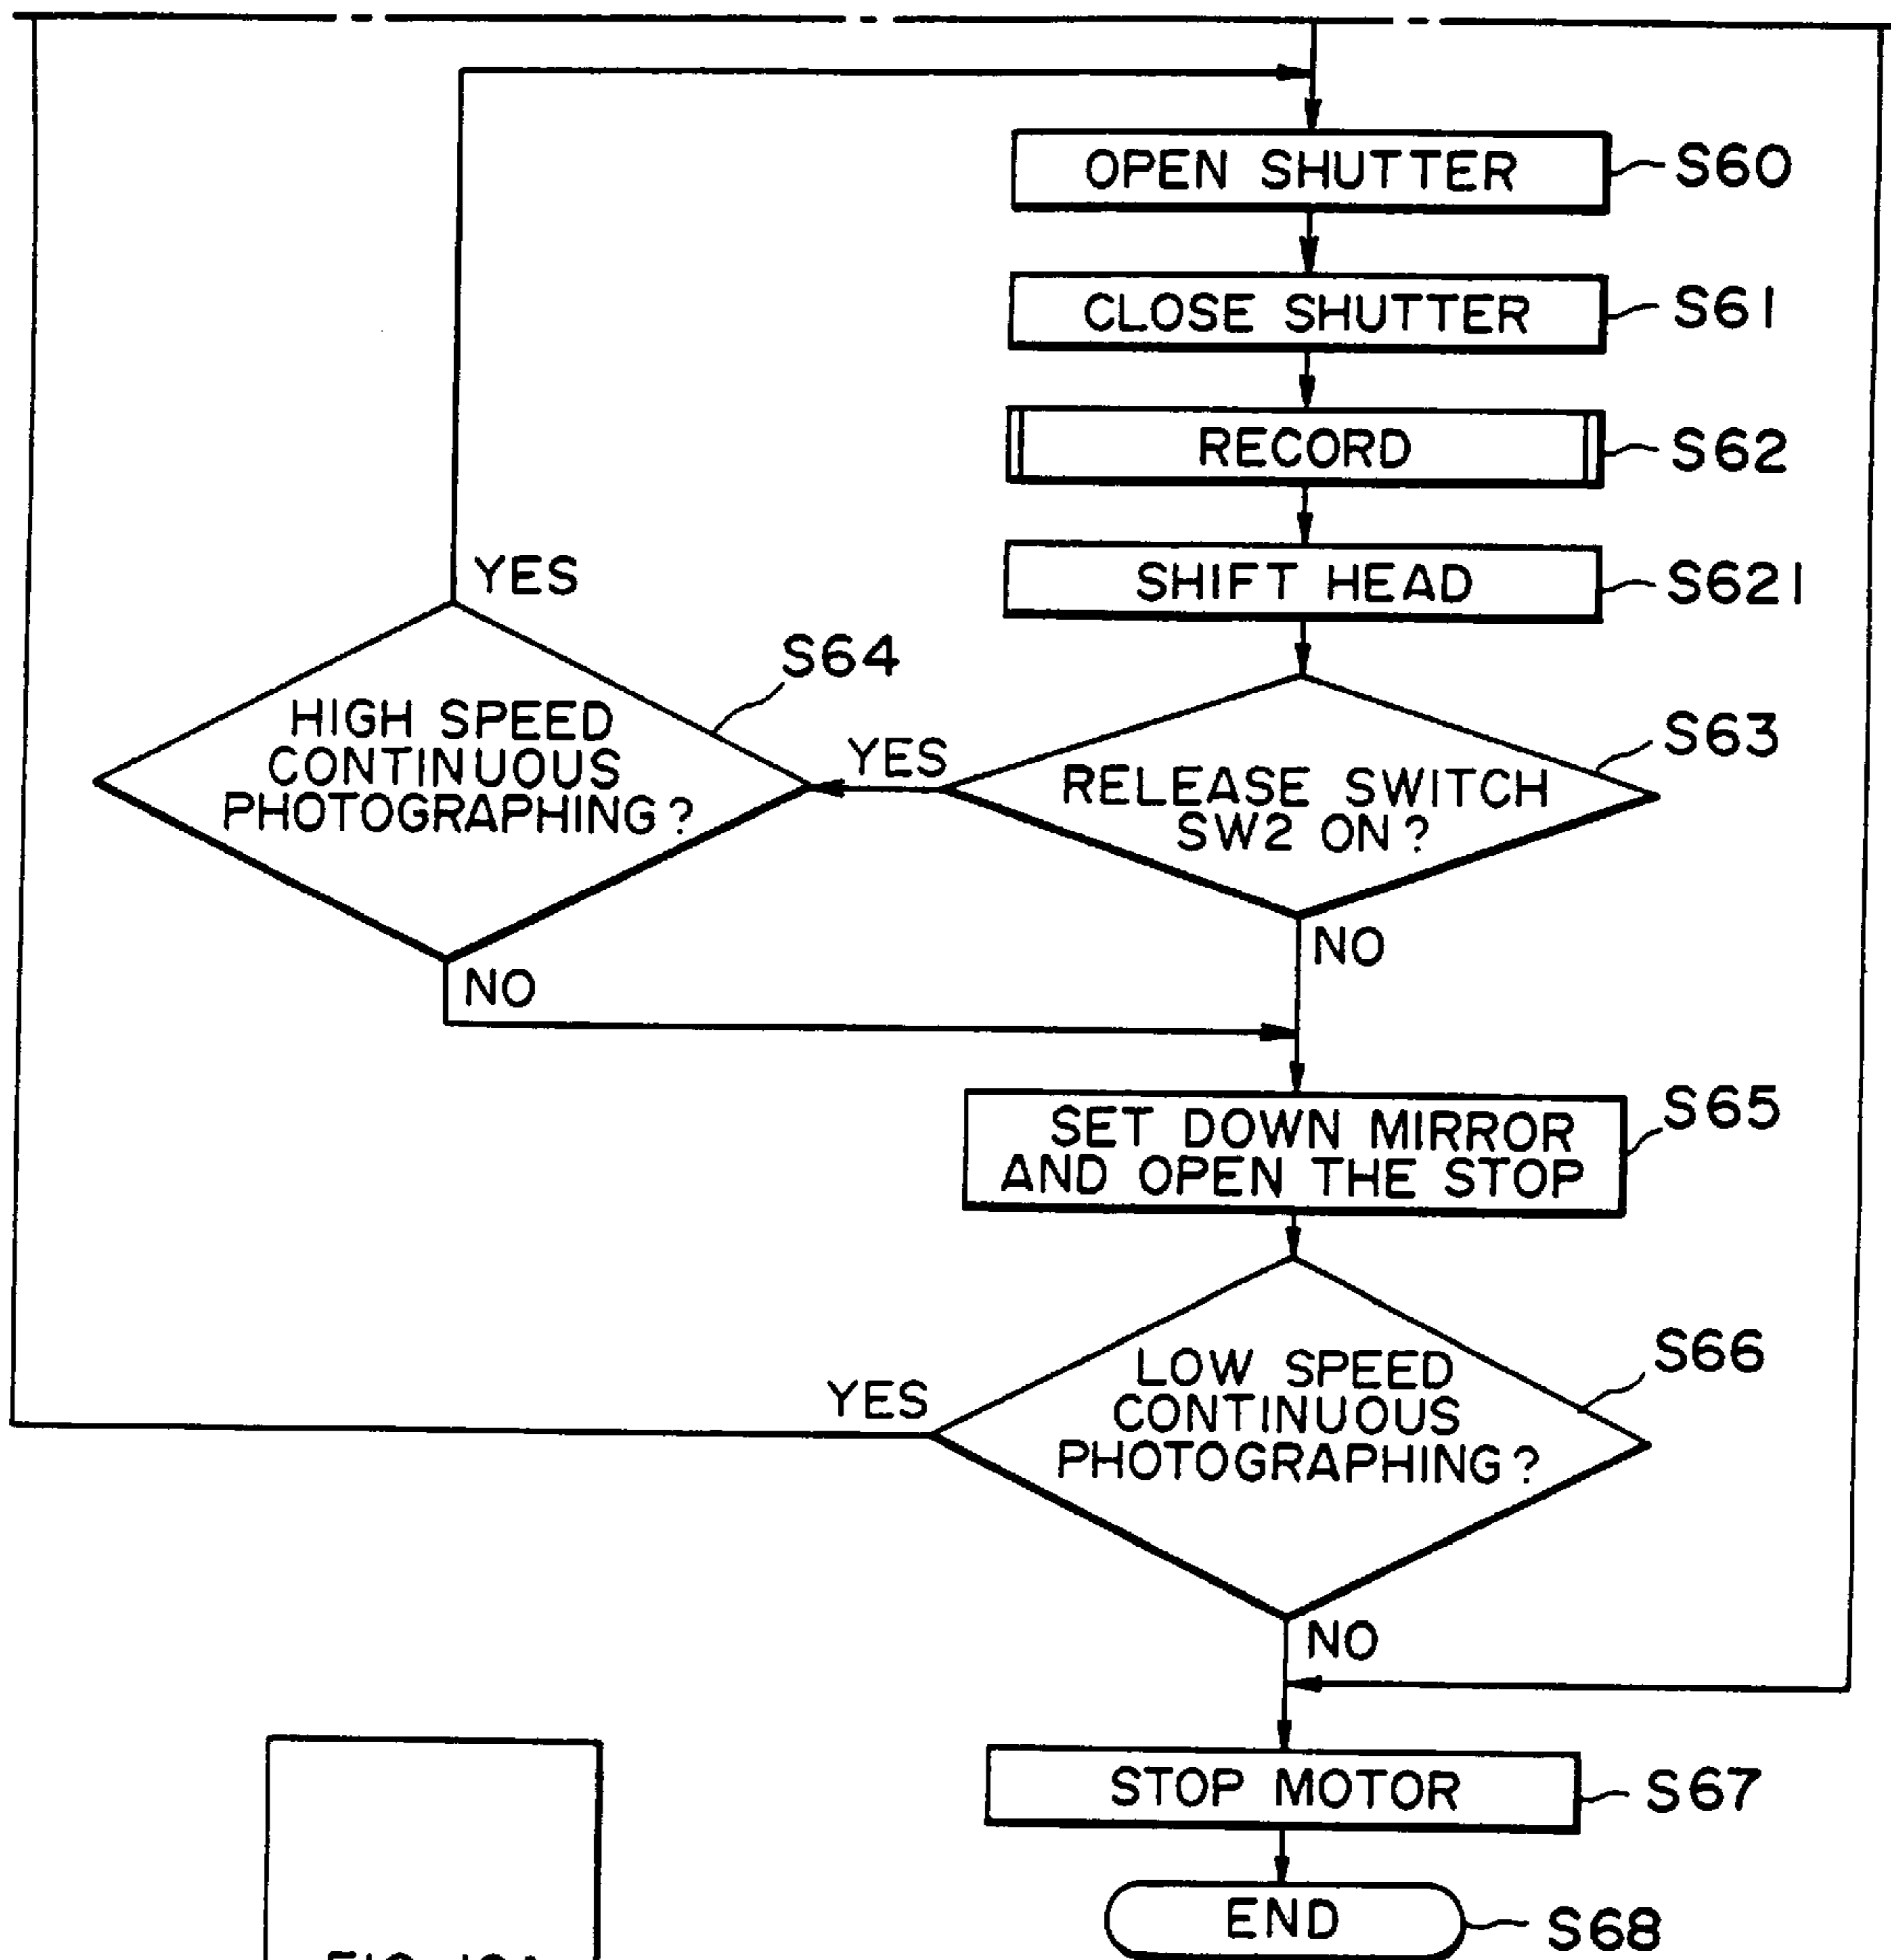 OPEN SHUTTER
S60
CLOSE SHUTTER
S61
RECORD
S62
SHIFT HEAD
S621
YES
S64
HIGH SPEED
CONTINUOUS
PHOTOGRAPHING?
YES
S63
RELEASE SWITCH
SW2 ON?
NO
NO
S65
SET DOWN MIRROR
AND OPEN THE STOP
S66
YES
LOW SPEED
CONTINUOUS
PHOTOGRAPHING?
NO
STOP MOTOR
S67
END
S68